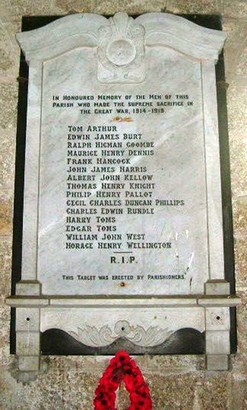 In Honoured Memory of the Men of this
Parish who made the Supreme Sacrifice in
the Great War, 1914-1919.
Tom Arthur
Edwin James Burt
Ralph Hicman Coombe
Maurice Henry Dennis
Frank Hancock
John James Harris
Albert John Kellow
Thomas Henry Knight
Philip Henry Pallot
Cecil Charles Duncan Phillips
Charles Edwin Rundle
Harry Toms
Edgar Toms
William John West
Horace Henry Wellington
R.I.P.
This Tablet was erected by Parishioners.